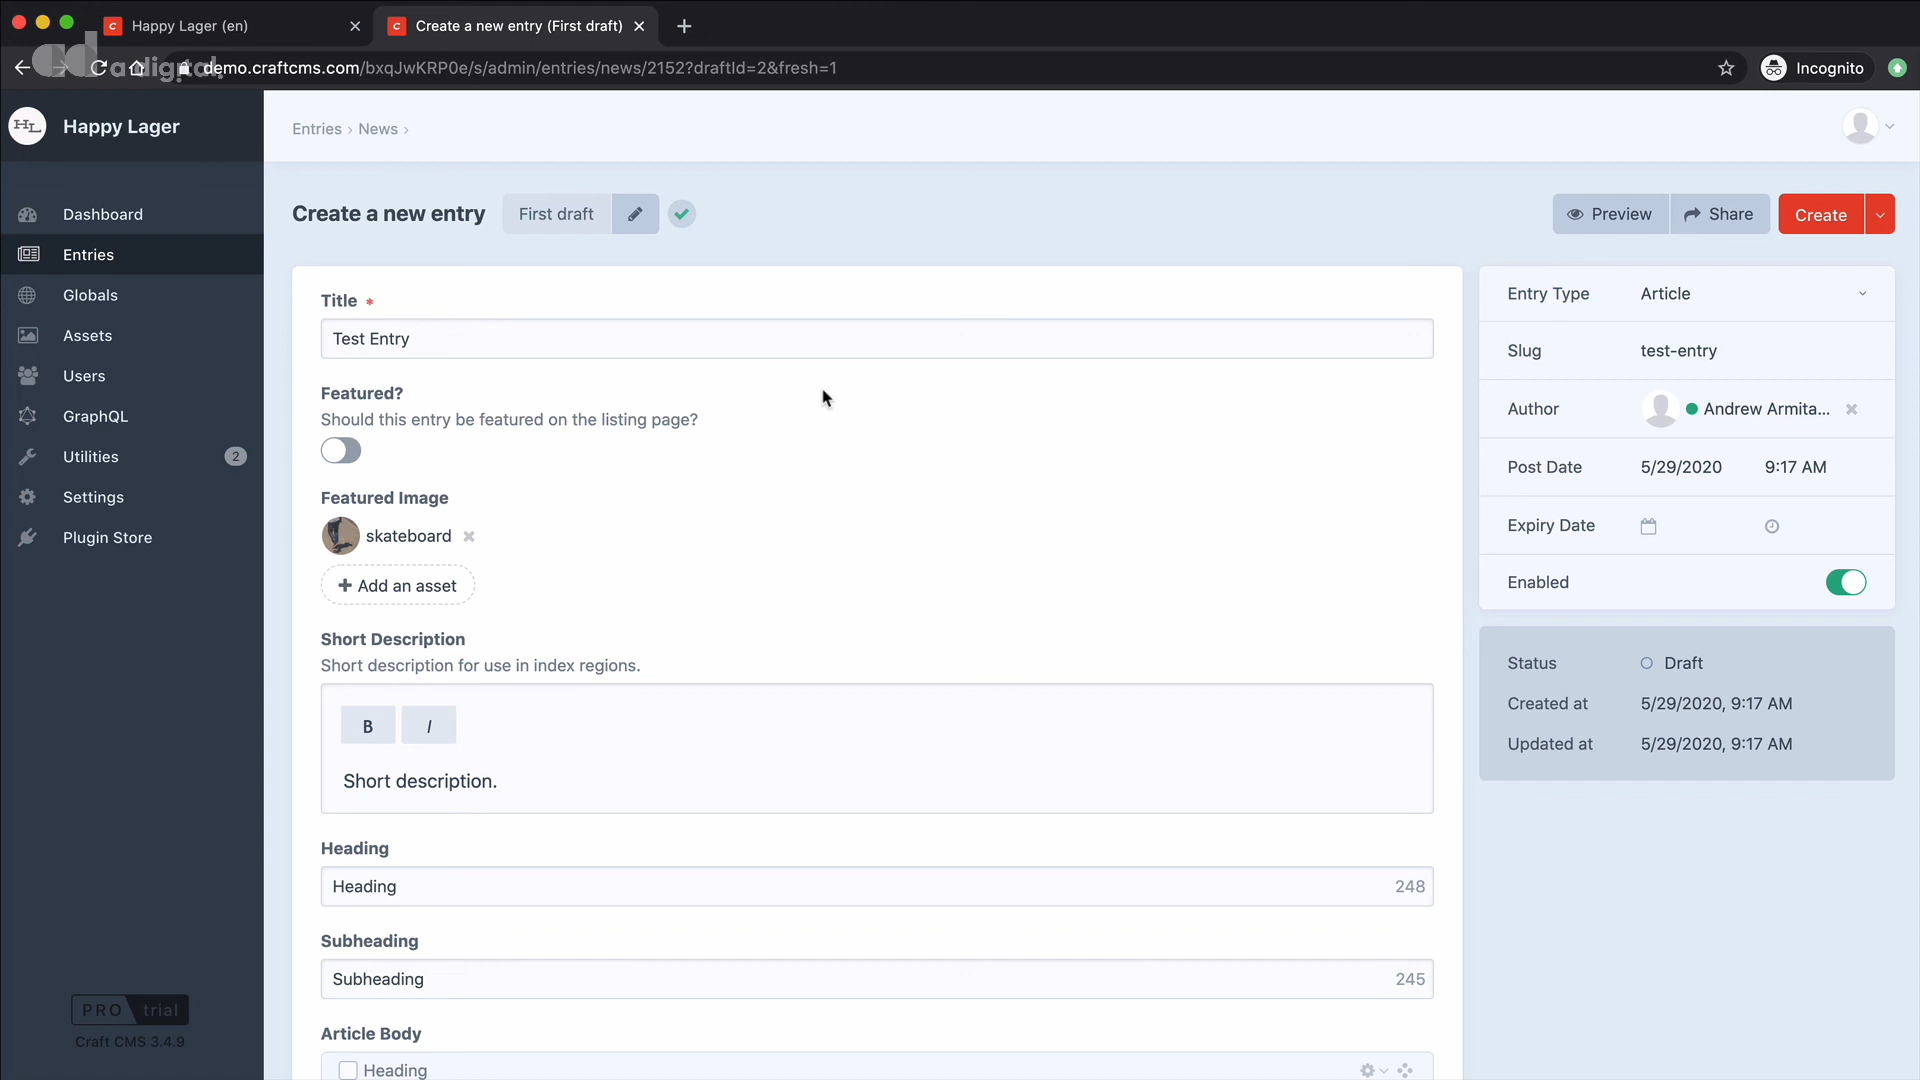 Happy Lager (en)
Create a new entry (First draft)
adigital.
demo.craftcms.com/bxqJwKRP0e/s/admin/entries/news/2152?draftId=2&fresh=1
Incognito
HL
Happy Lager
Entries › News ›
Dashboard
Entries
Globals
Assets
Users
GraphQL
Utilities 2
Settings
Plugin Store
PRO trial
Craft CMS 3.4.9
Create a new entry
First draft
Preview
Share
Create
Title *
Test Entry
Featured?
Should this entry be featured on the listing page?
Featured Image
skateboard
+ Add an asset
Short Description
Short description for use in index regions.
B I
Short description.
Heading
Heading 248
Subheading
Subheading 245
Article Body
Heading
Entry Type Article
Slug test-entry
Author Andrew Armita...
Post Date 5/29/2020 9:17 AM
Expiry Date
Enabled
Status Draft
Created at 5/29/2020, 9:17 AM
Updated at 5/29/2020, 9:17 AM